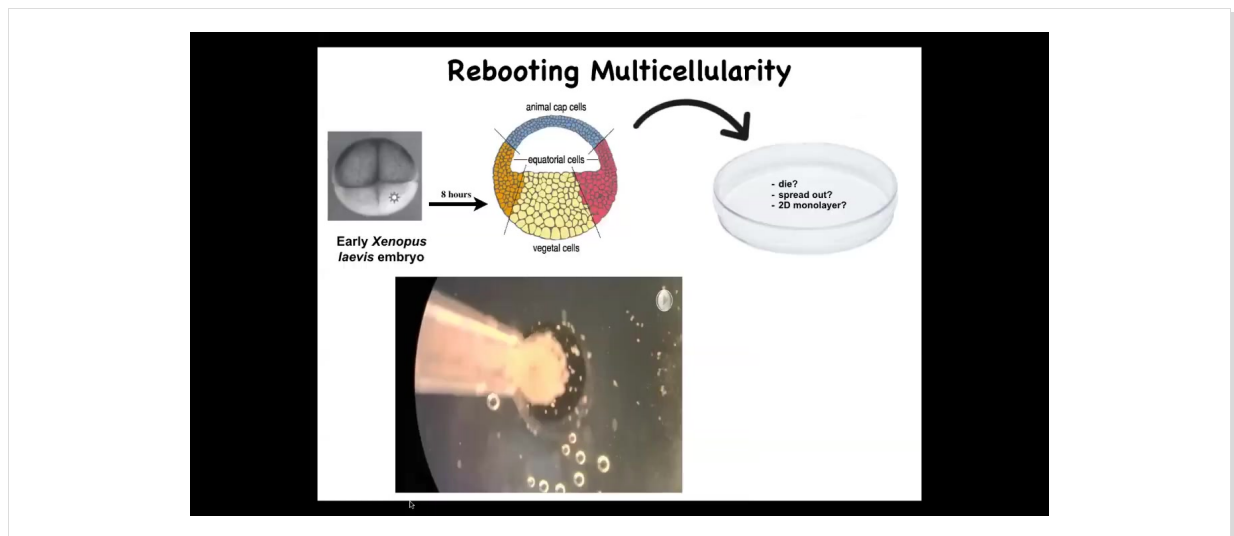 Rebooting Multicellularity
animal cap cells
equatorial cells
8 hours
vegetal cells
Early Xenopus
laevis embryo
- die?
- spread out?
- 2D monolayer?